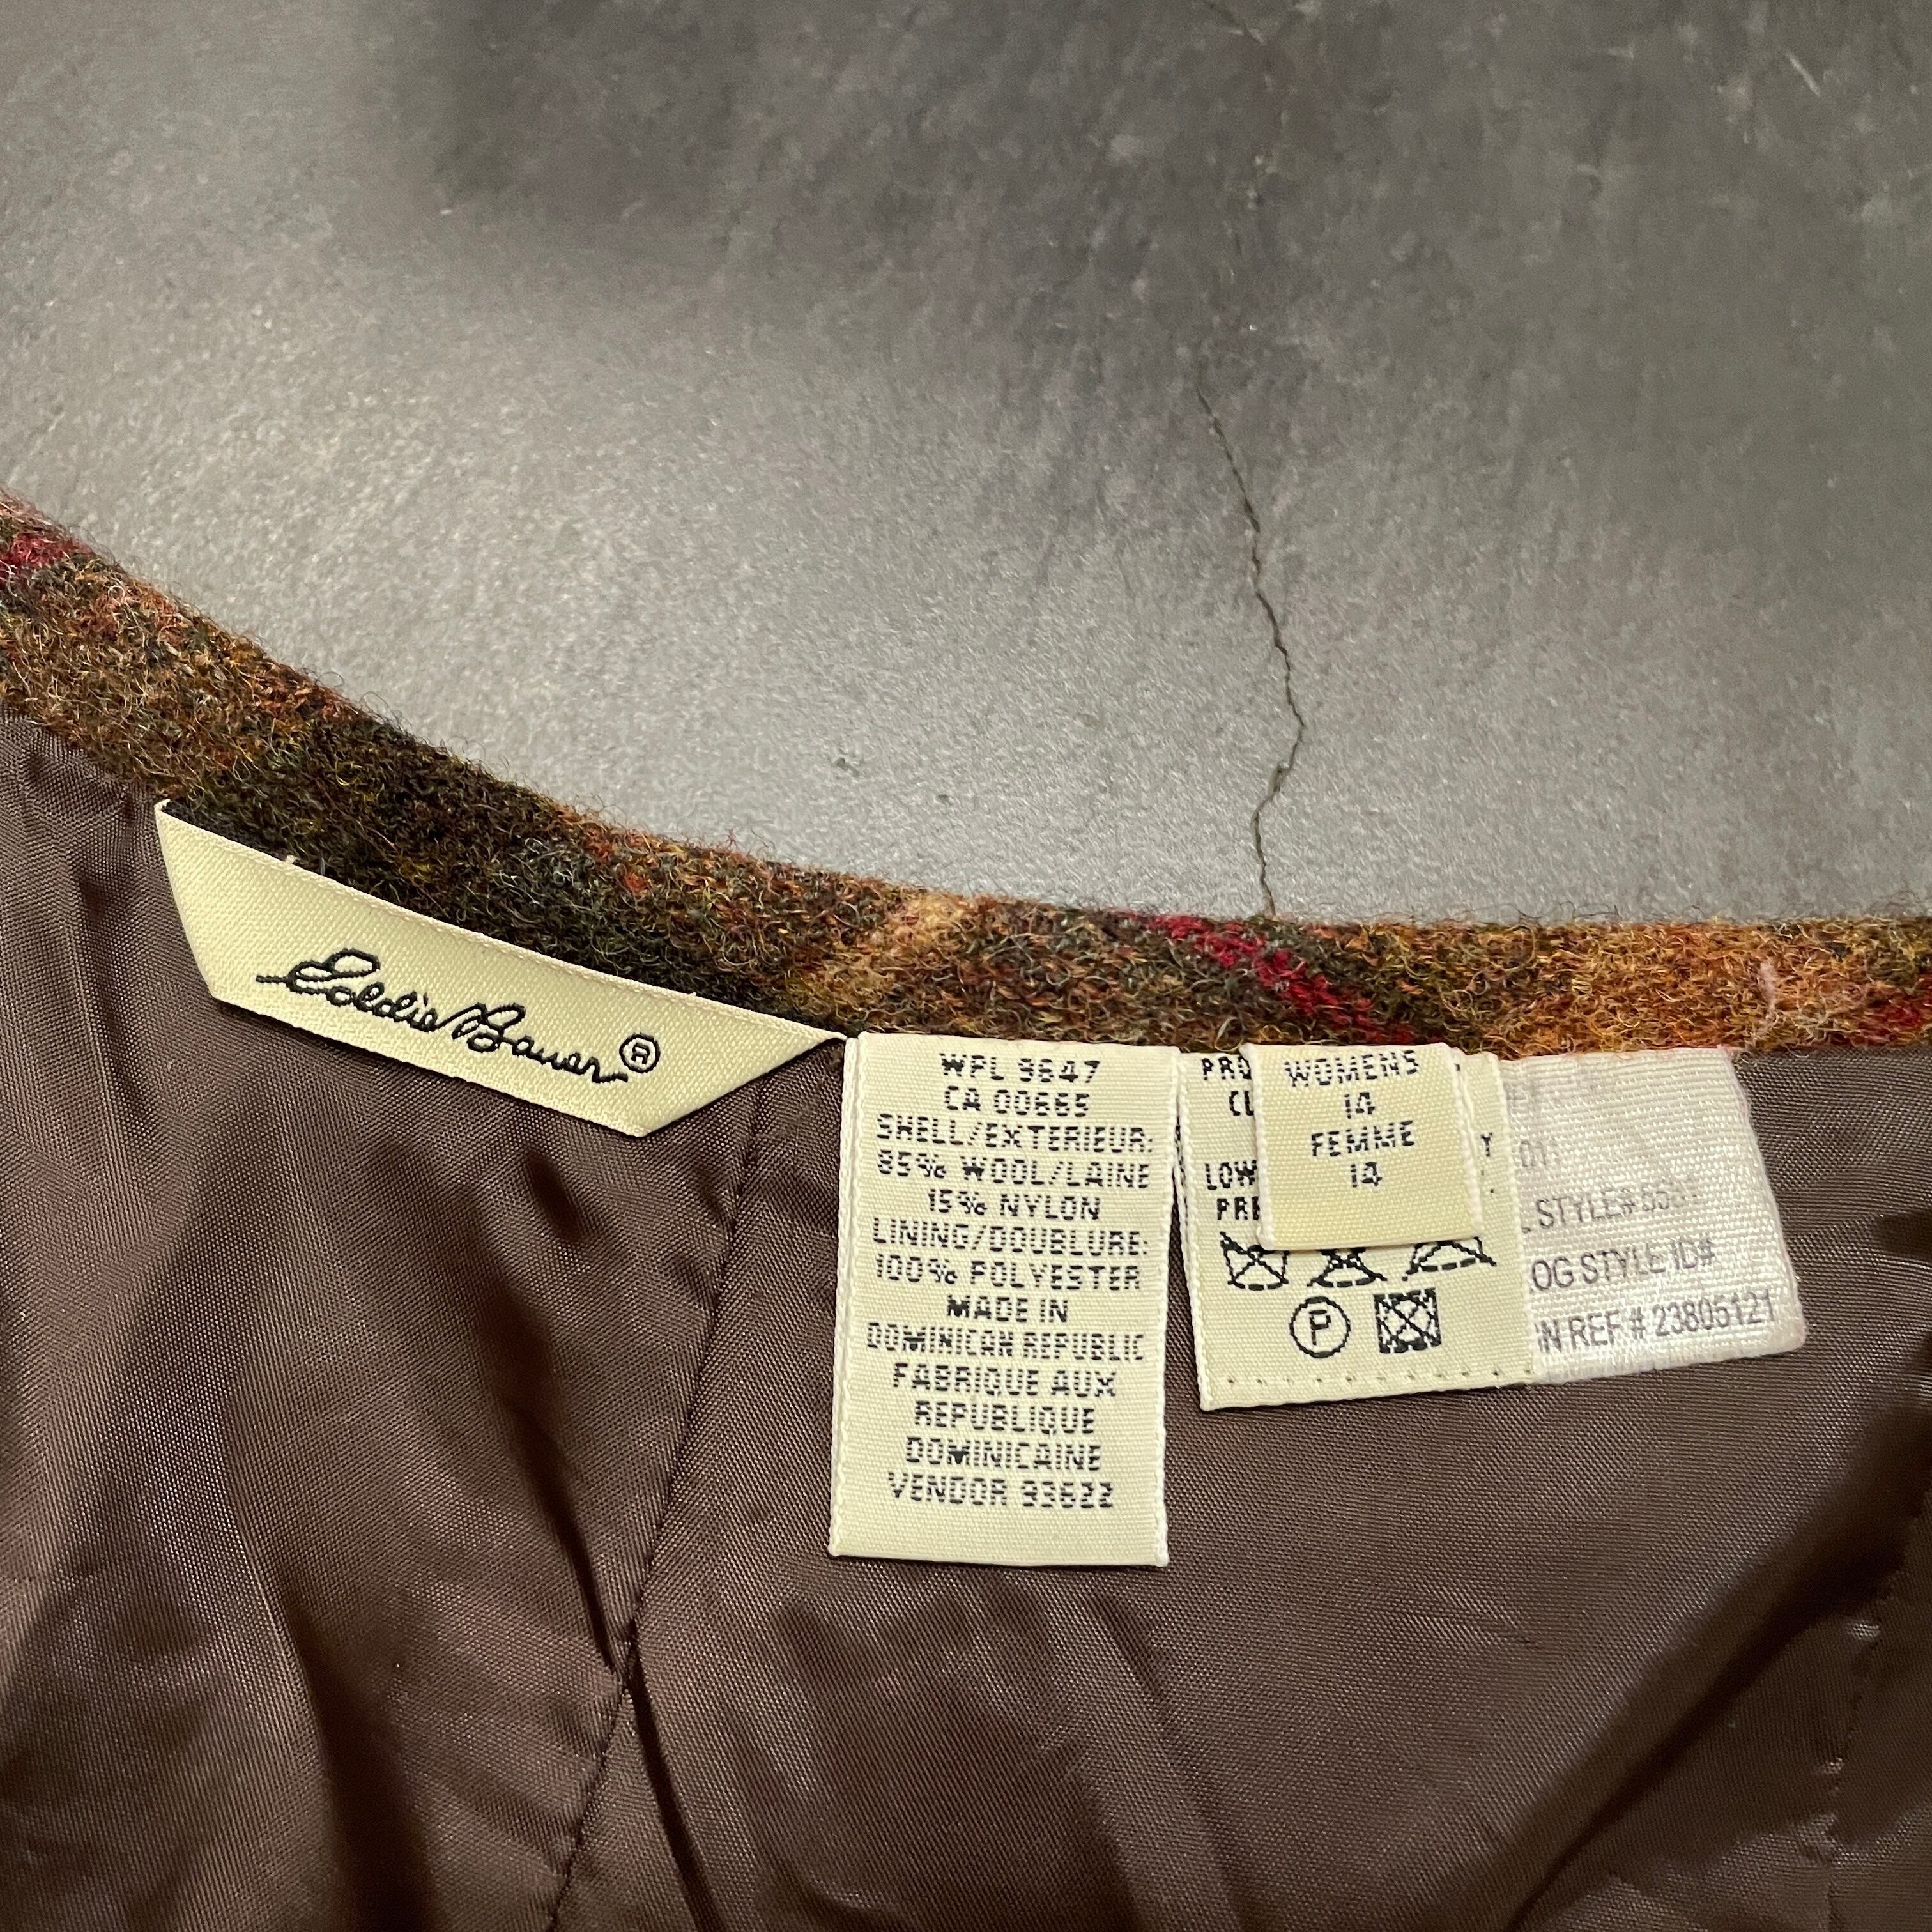 Eddie Bauer®
WPL 9647
CA 00665
SHELL/EXTERIEUR:
85% WOOL/LAINE
15% NYLON
LINING/DOUBLURE:
100% POLYESTER
MADE IN
DOMINICAN REPUBLIC
FABRIQUE AUX
REPUBLIQUE
DOMINICAINE
VENDOR 93622
WOMENS
14
FEMME
14
LOW
P
STYLE#
STYLE ID#
REF # 23805121